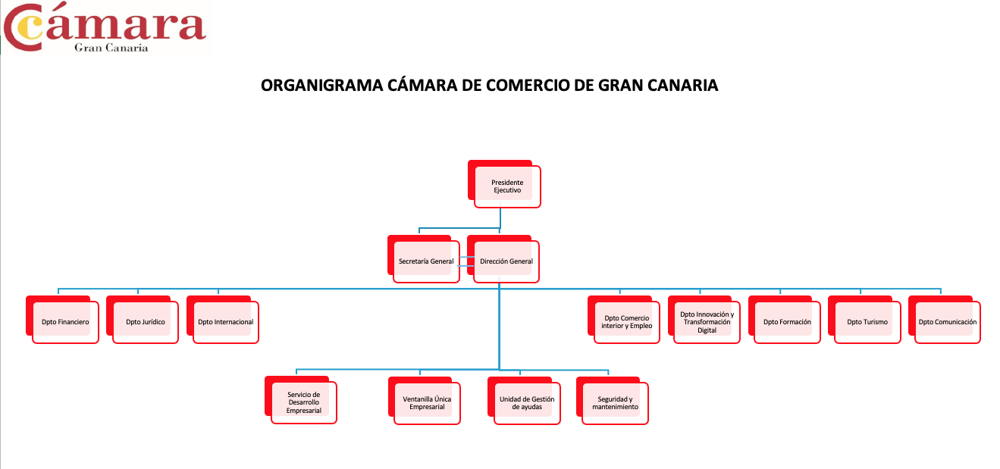 Cámara
Gran Canaria
ORGANIGRAMA CÁMARA DE COMERCIO DE GRAN CANARIA
Presidente
Ejecutivo
Secretaría General
Dirección General
Dpto Financiero
Dpto Jurídico
Dpto Internacional
Dpto Comercio
interior y Empleo
Dpto Innovación y
Transformación
Digital
Dpto Formación
Dpto Turismo
Dpto Comunicación
Servicio de
Desarrollo
Empresarial
Ventanilla Única
Empresarial
Unidad de Gestión
de ayudas
Seguridad y
mantenimiento